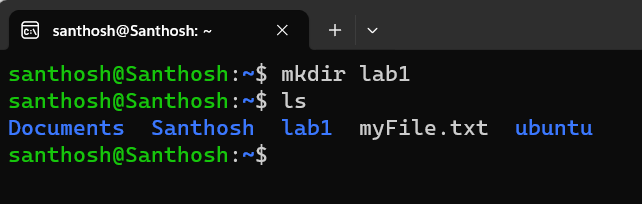 santhosh@Santhosh: ~
santhosh@Santhosh:~$ mkdir lab1
santhosh@Santhosh:~$ ls
Documents  Santhosh  lab1  myFile.txt  ubuntu
santhosh@Santhosh:~$